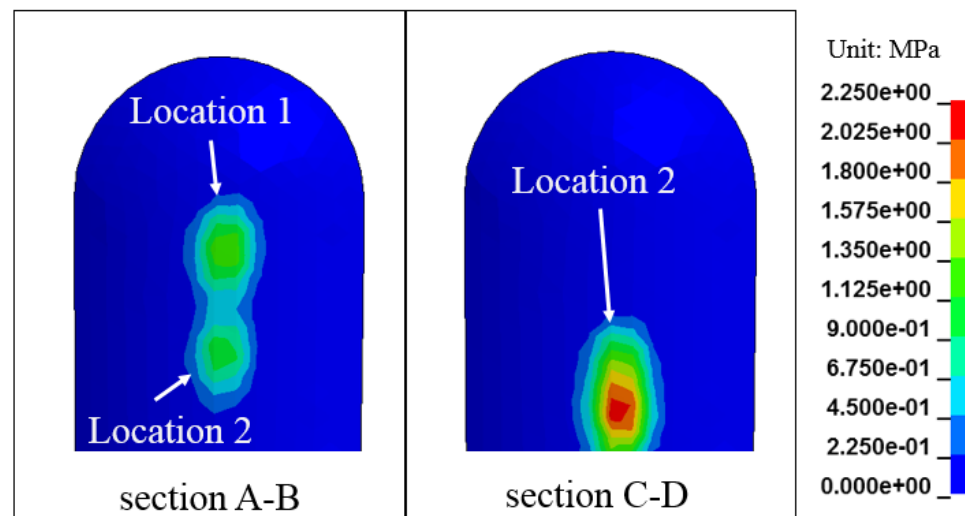 Location 1
Location 2
section A-B
Location 2
section C-D
Unit: MPa
2.250e+00
2.025e+00
1.800e+00
1.575e+00
1.350e+00
1.125e+00
9.000e-01
6.750e-01
4.500e-01
2.250e-01
0.000e+00